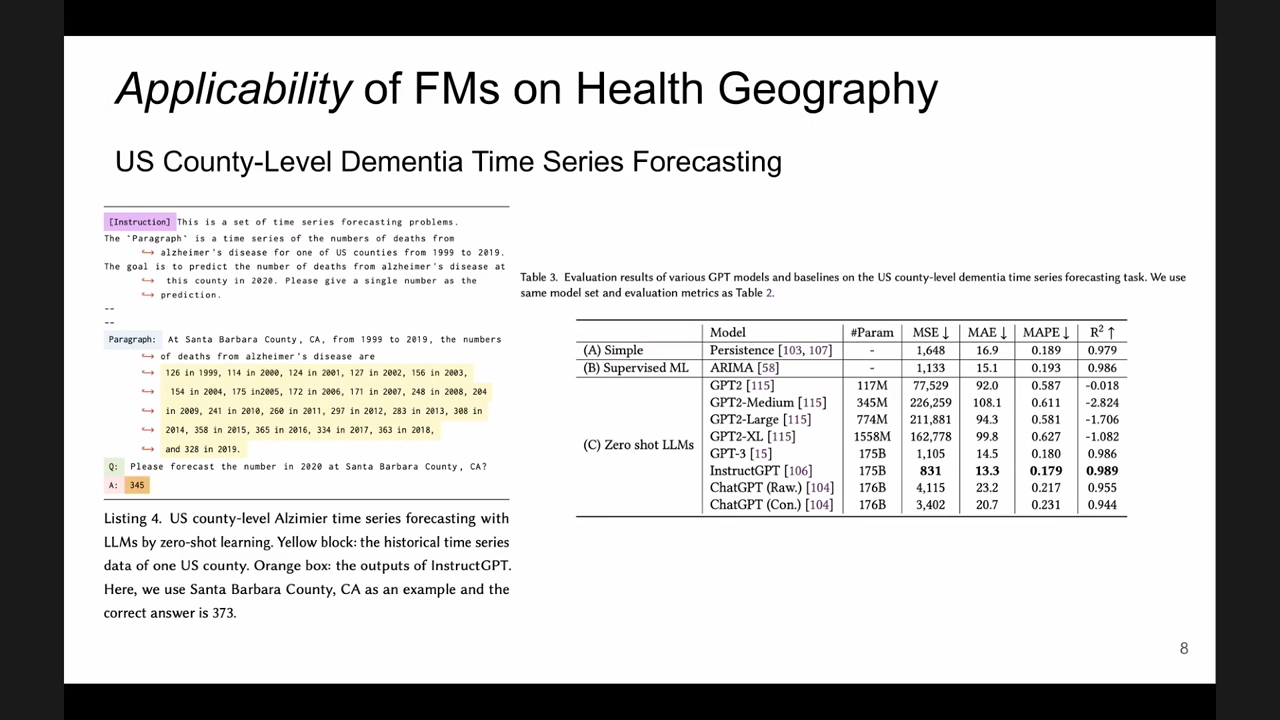 Applicability of FMs on Health Geography
US County-Level Dementia Time Series Forecasting
[Instruction] This is a set of time series forecasting problems.
The `Paragraph` is a time series of the numbers of deaths from
↪ alzheimer's disease for one of US counties from 1999 to 2019.
The goal is to predict the number of deaths from alzheimer's disease at
↪ this county in 2020. Please give a single number as the
↪ prediction.
--
--
Paragraph: At Santa Barbara County, CA, from 1999 to 2019, the numbers
↪ of deaths from alzheimer's disease are
↪ 126 in 1999, 114 in 2000, 124 in 2001, 127 in 2002, 156 in 2003,
↪ 154 in 2004, 175 in2005, 172 in 2006, 171 in 2007, 248 in 2008, 204
↪ in 2009, 241 in 2010, 260 in 2011, 297 in 2012, 283 in 2013, 308 in
↪ 2014, 358 in 2015, 365 in 2016, 334 in 2017, 363 in 2018,
↪ and 328 in 2019.
Q: Please forecast the number in 2020 at Santa Barbara County, CA?
A: 345
Listing 4. US county-level Alzimier time series forecasting with
LLMs by zero-shot learning. Yellow block: the historical time series
data of one US county. Orange box: the outputs of InstructGPT.
Here, we use Santa Barbara County, CA as an example and the
correct answer is 373.
Table 3. Evaluation results of various GPT models and baselines on the US county-level dementia time series forecasting task. We use
same model set and evaluation metrics as Table 2.
Model #Param MSE ↓ MAE ↓ MAPE ↓ R² ↑
(A) Simple Persistence [103, 107] - 1,648 16.9 0.189 0.979
(B) Supervised ML ARIMA [58] - 1,133 15.1 0.193 0.986
(C) Zero shot LLMs
GPT2 [115] 117M 77,529 92.0 0.587 -0.018
GPT2-Medium [115] 345M 226,259 108.1 0.611 -2.824
GPT2-Large [115] 774M 211,881 94.3 0.581 -1.706
GPT2-XL [115] 1558M 162,778 99.8 0.627 -1.082
GPT-3 [15] 175B 1,105 14.5 0.180 0.986
InstructGPT [106] 175B 831 13.3 0.179 0.989
ChatGPT (Raw.) [104] 176B 4,115 23.2 0.217 0.955
ChatGPT (Con.) [104] 176B 3,402 20.7 0.231 0.944
8